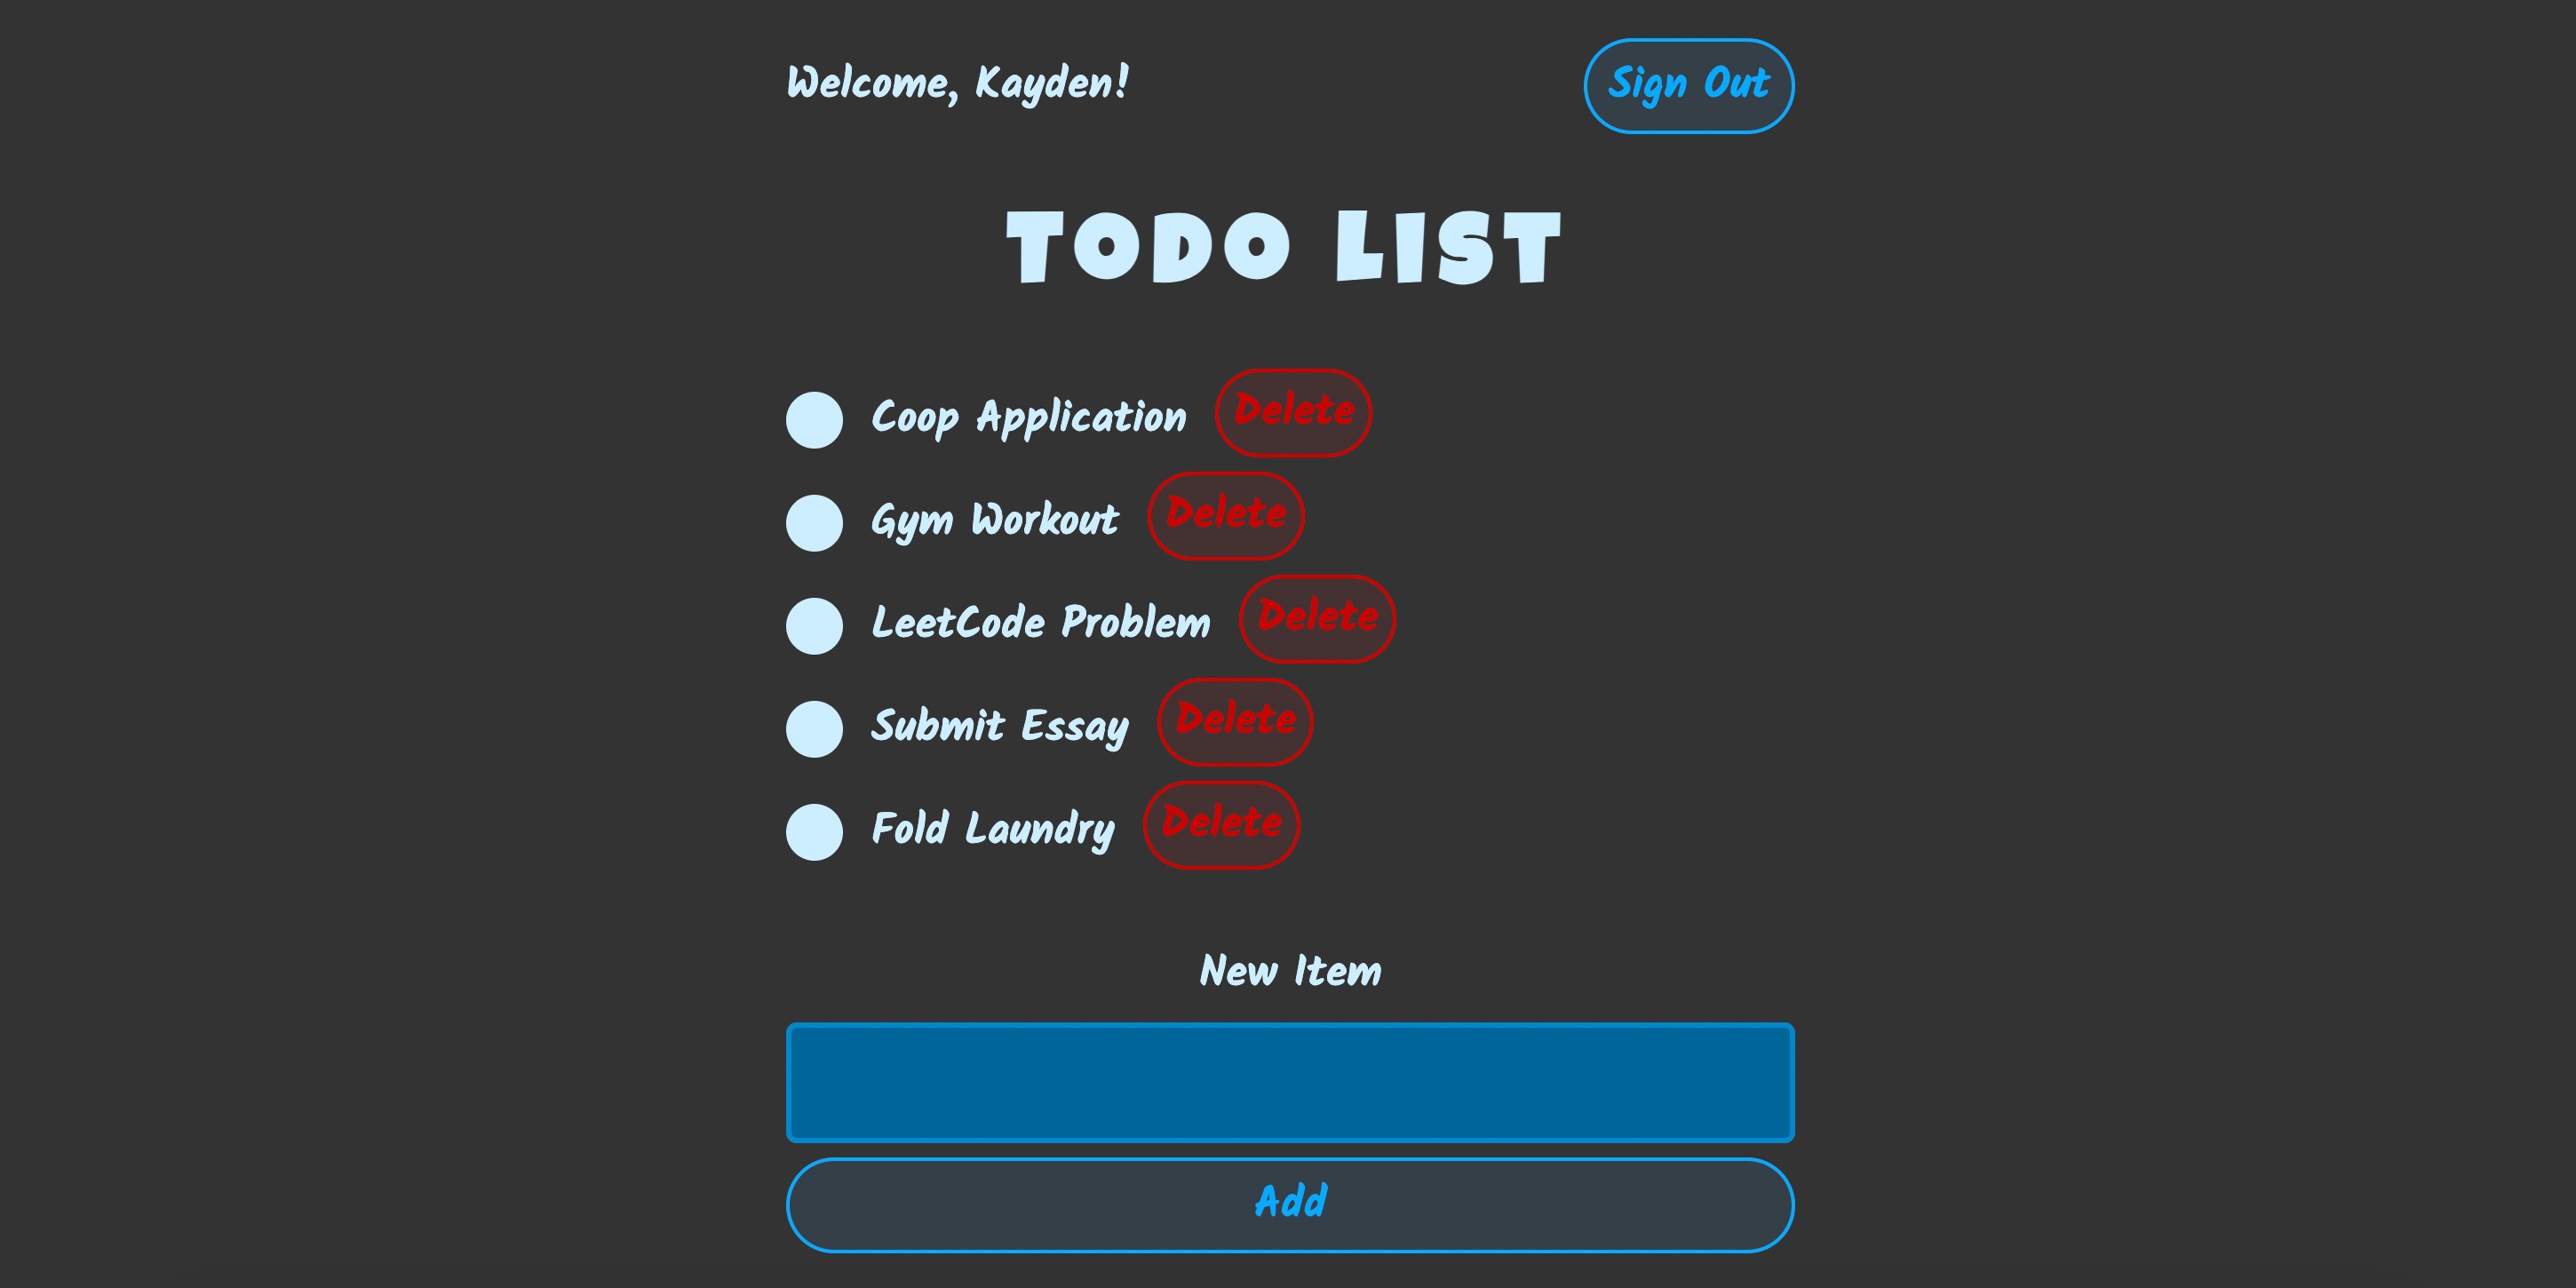 Welcome, Kayden! Sign Out
TODO LIST
Coop Application Delete
Gym Workout Delete
LeetCode Problem Delete
Submit Essay Delete
Fold Laundry Delete
New Item
Add